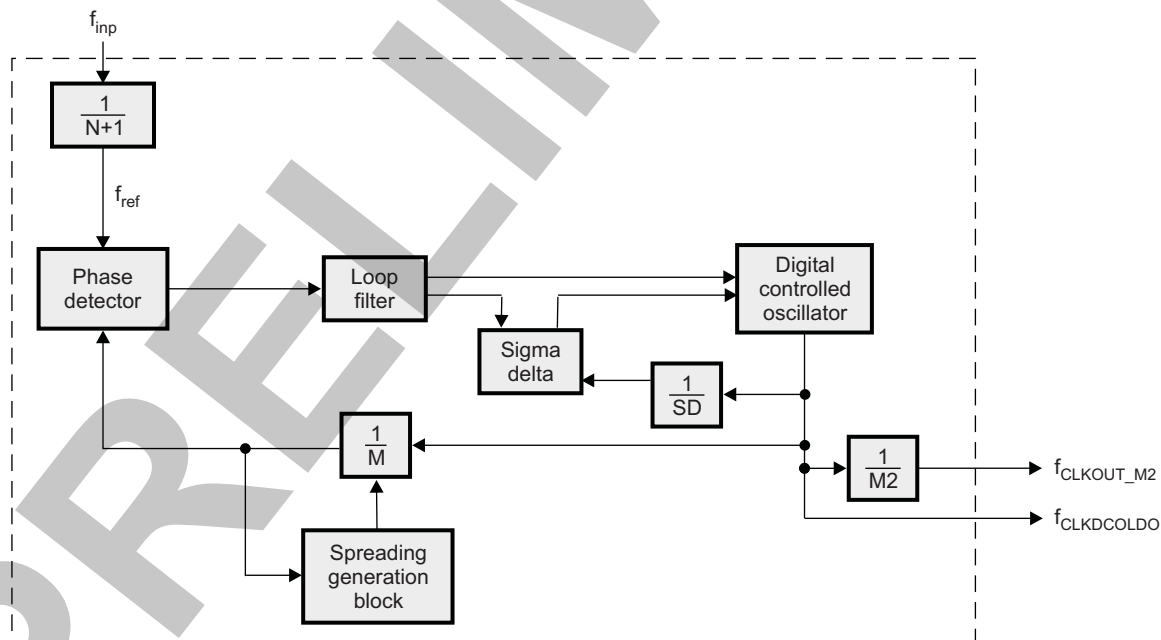 f_inp
1
N+1
f_ref
Phase
detector
Loop
filter
Digital
controlled
oscillator
Sigma
delta
1
SD
1
M
1
M2
f_CLKOUT_M2
f_CLKDCOLDO
Spreading
generation
block
PRELIM